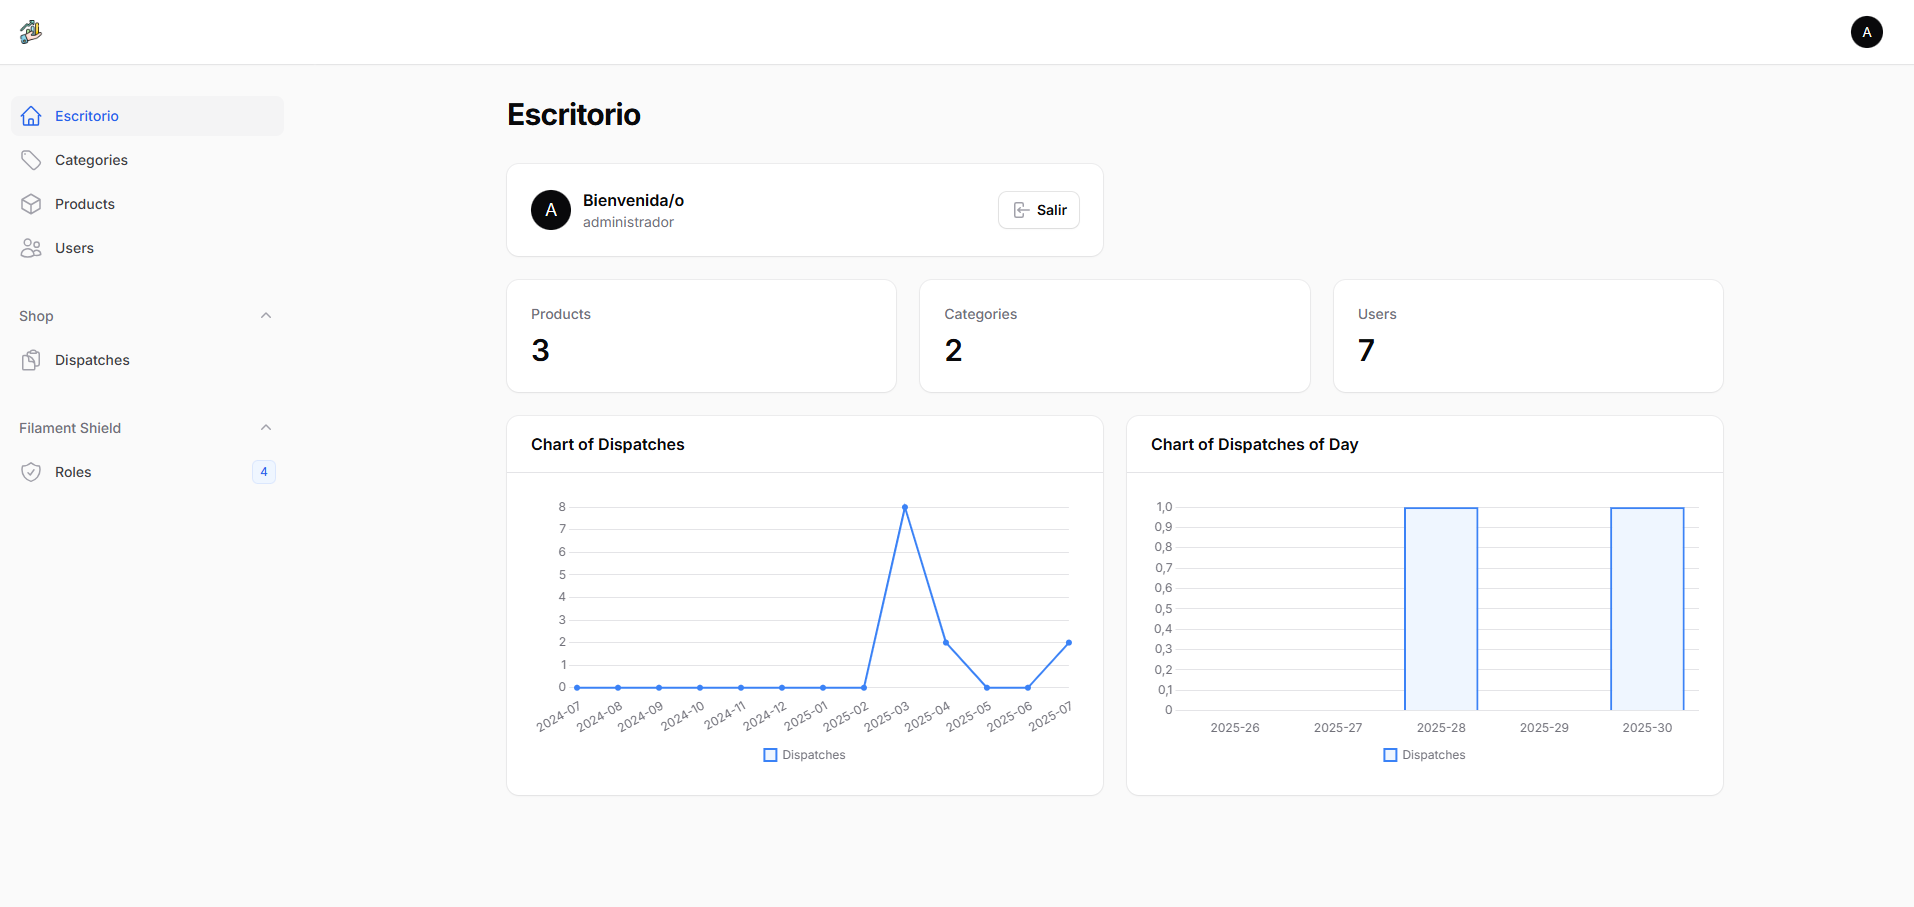 A
Escritorio
Categories
Products
Users
Shop
Dispatches
Filament Shield
Roles
4
Escritorio
A
Bienvenida/o
administrador
Salir
Products
3
Categories
2
Users
7
Chart of Dispatches
8
7
6
5
4
3
2
1
0
2024-07
2024-08
2024-09
2024-10
2024-11
2024-12
2025-01
2025-02
2025-03
2025-04
2025-05
2025-06
2025-07
Dispatches
Chart of Dispatches of Day
1,0
0,9
0,8
0,7
0,6
0,5
0,4
0,3
0,2
0,1
0
2025-26
2025-27
2025-28
2025-29
2025-30
Dispatches